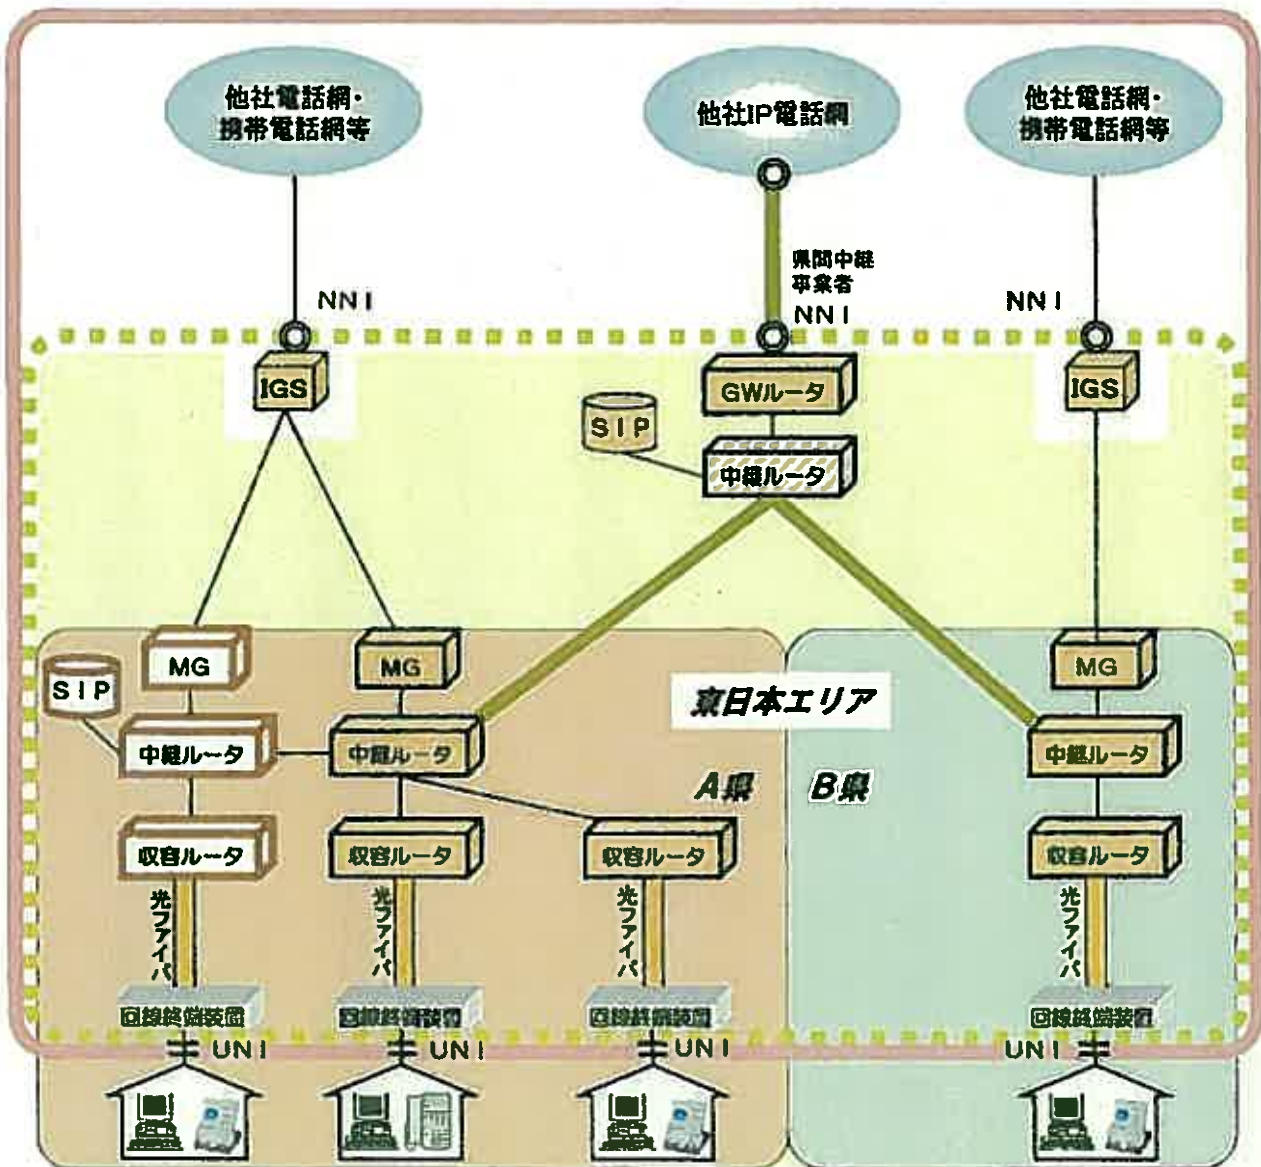 他社電話網・
携帯電話網等
他社IP電話網
他社電話網・
携帯電話網等
県間中継
事業者
NNI
NNI
NNI
IGS
GWルータ
IGS
SIP
中継ルータ
MG
MG
MG
SIP
東日本エリア
中継ルータ
中継ルータ
中継ルータ
A県
B県
収容ルータ
収容ルータ
収容ルータ
収容ルータ
光ファイバ
光ファイバ
光ファイバ
光ファイバ
回線終端装置
回線終端装置
回線終端装置
回線終端装置
UNI
UNI
UNI
UNI